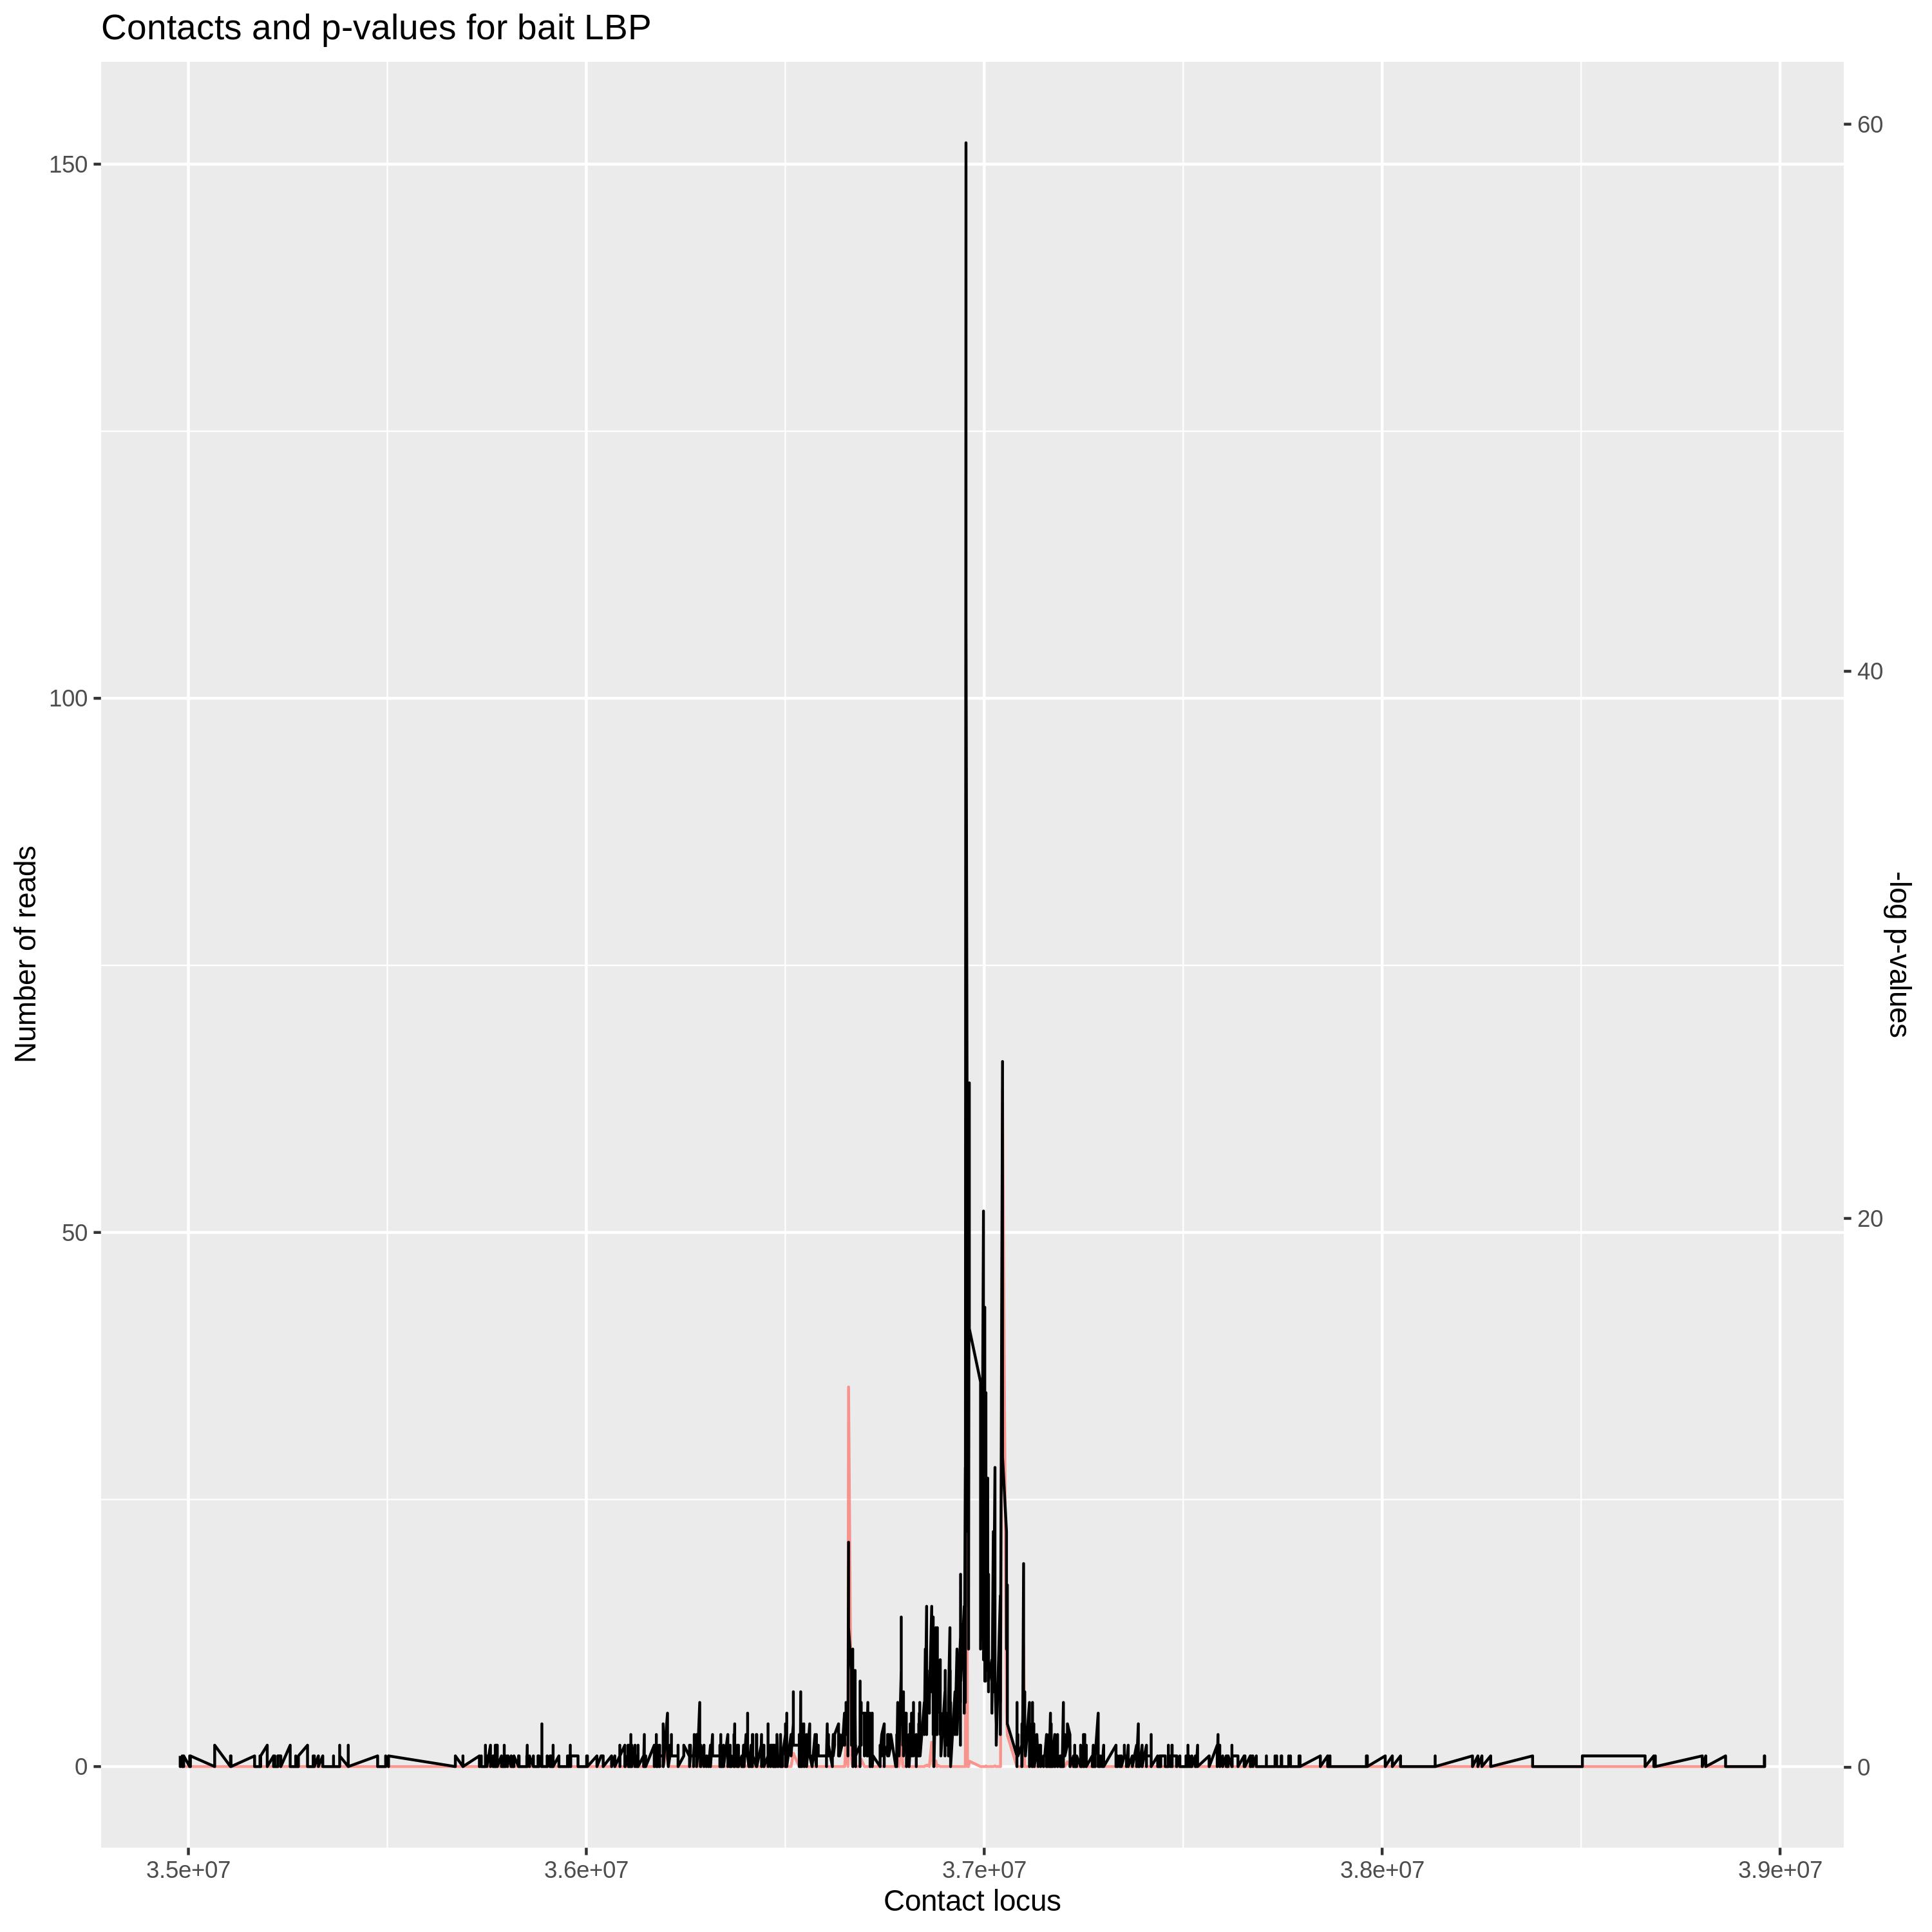 Contacts and p-values for bait LBP
150
100
50
0
Number of reads
60
40
20
0
-log p-values
3.5e+07
3.6e+07
3.7e+07
3.8e+07
3.9e+07
Contact locus